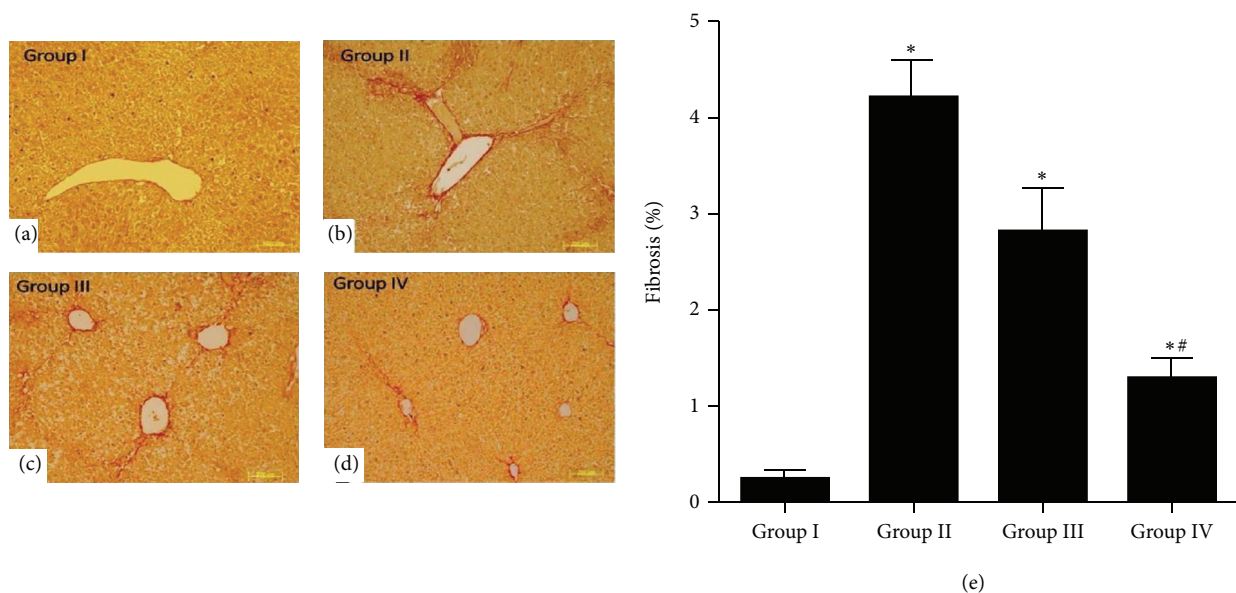 Group I
(a)
Group II
(b)
Group III
(c)
Group IV
(d)
Fibrosis (%)
5
4
3
2
1
0
*
*
*#
Group I
Group II
Group III
Group IV
(e)